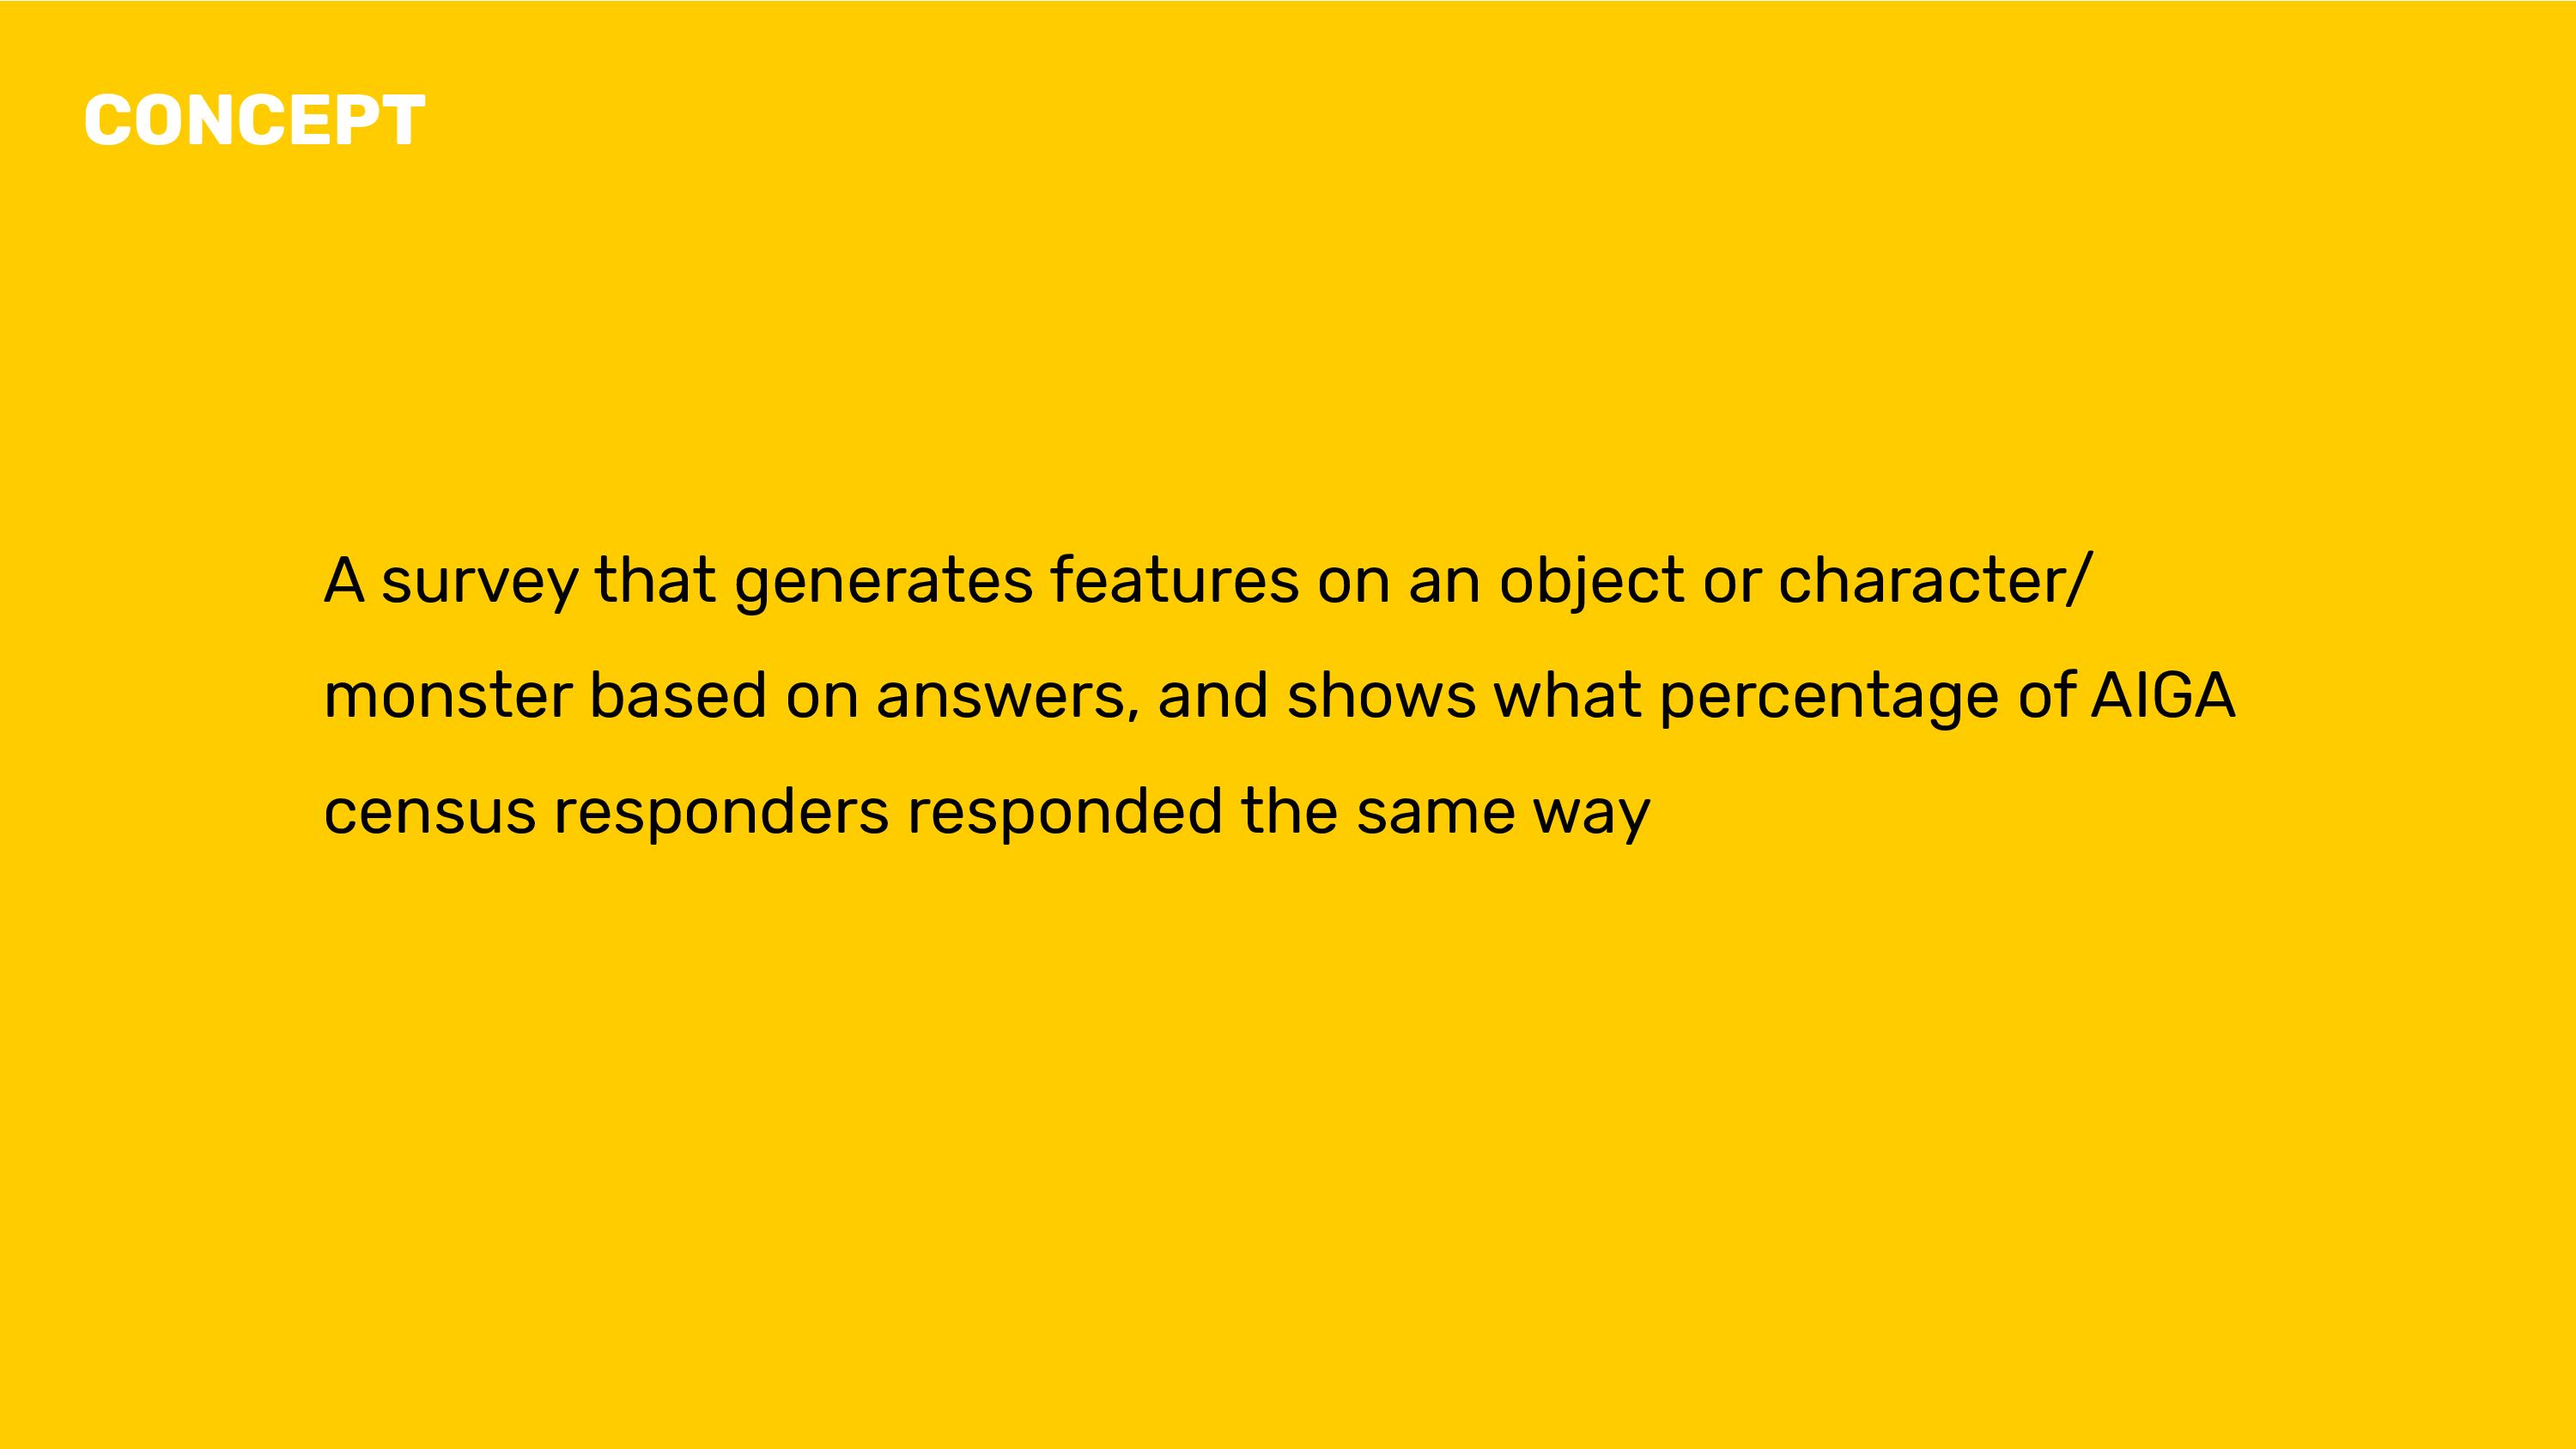 CONCEPT
A survey that generates features on an object or character/
monster based on answers, and shows what percentage of AIGA
census responders responded the same way